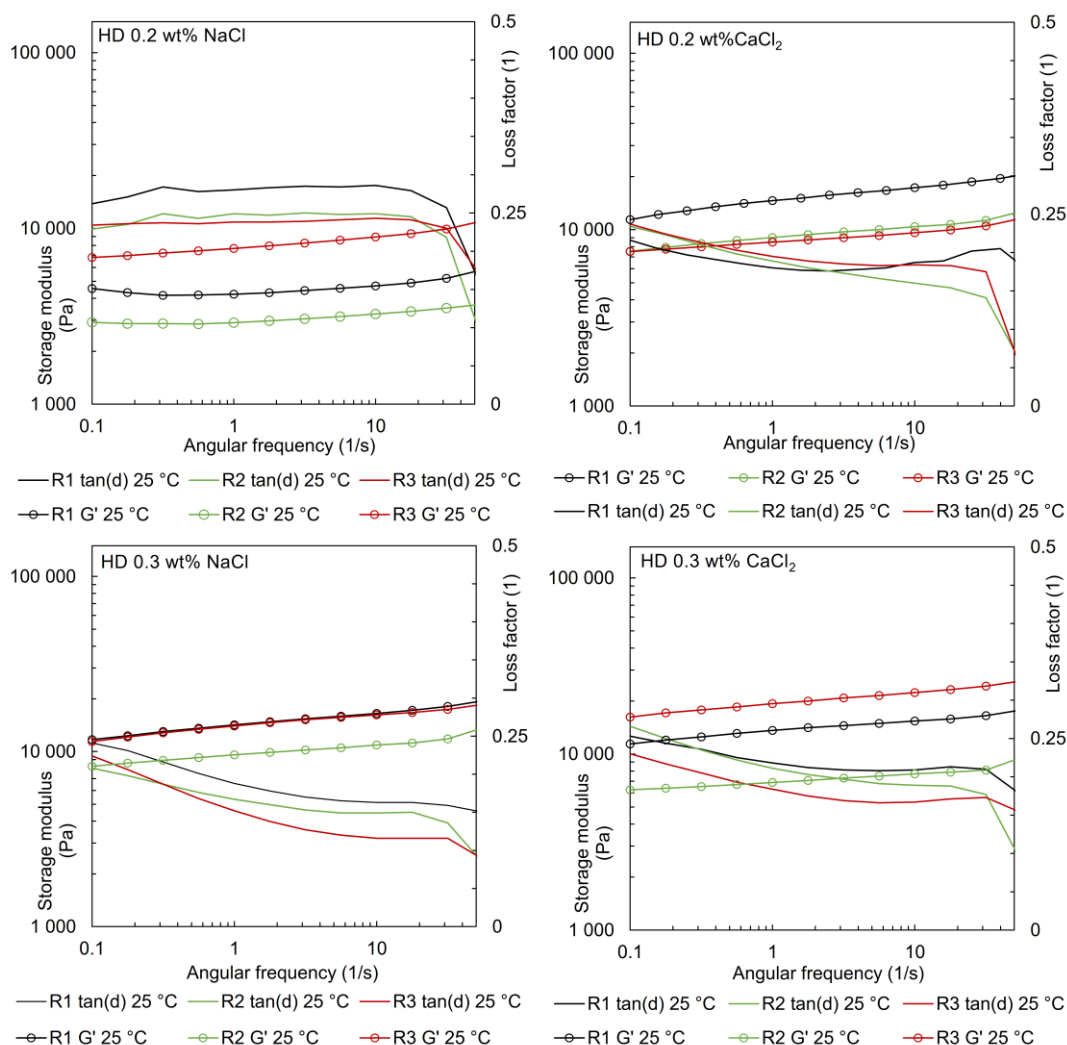 HD 0.2 wt% NaCl
100 000
10 000
1 000
Storage modulus
(Pa)
0.5
0.25
0
Loss factor (1)
0.1
1
10
Angular frequency (1/s)
R1 tan(d) 25 °C
R2 tan(d) 25 °C
R3 tan(d) 25 °C
R1 G' 25 °C
R2 G' 25 °C
R3 G' 25 °C
HD 0.2 wt%CaCl₂
100 000
10 000
1 000
Storage modulus
(Pa)
0.5
0.25
0
Loss factor (1)
0.1
1
10
Angular frequency (1/s)
R1 G' 25 °C
R2 G' 25 °C
R3 G' 25 °C
R1 tan(d) 25 °C
R2 tan(d) 25 °C
R3 tan(d) 25 °C
HD 0.3 wt% NaCl
100 000
10 000
1 000
Storage modulus
(Pa)
0.5
0.25
0
Loss factor (1)
0.1
1
10
Angular frequency (1/s)
R1 tan(d) 25 °C
R2 tan(d) 25 °C
R3 tan(d) 25 °C
R1 G' 25 °C
R2 G' 25 °C
R3 G' 25 °C
HD 0.3 wt% CaCl₂
100 000
10 000
1 000
Storage modulus
(Pa)
0.5
0.25
0
Loss factor (1)
0.1
1
10
Angular frequency (1/s)
R1 tan(d) 25 °C
R2 tan(d) 25 °C
R3 tan(d) 25 °C
R1 G' 25 °C
R2 G' 25 °C
R3 G' 25 °C